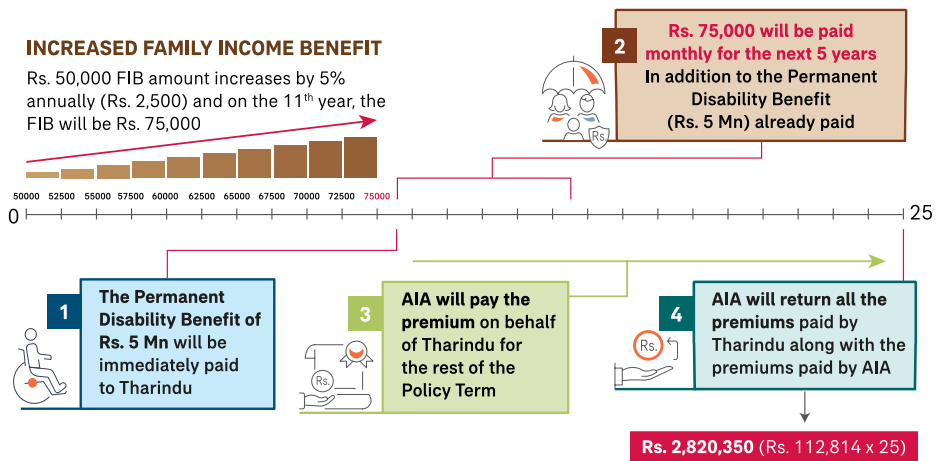 INCREASED FAMILY INCOME BENEFIT
Rs. 50,000 FIB amount increases by 5%
annually (Rs. 2,500) and on the 11th year, the
FIB will be Rs. 75,000
50000 52500 55000 57500 60000 62500 65000 67500 70000 72500 75000
0
25
2
Rs. 75,000 will be paid
monthly for the next 5 years
In addition to the Permanent
Disability Benefit
(Rs. 5 Mn) already paid
Rs
1
The Permanent
Disability Benefit of
Rs. 5 Mn will be
immediately paid
to Tharindu
3
AIA will pay the
premium on behalf
of Tharindu for
the rest of the
Policy Term
Rs.
4
AIA will return all the
premiums paid by
Tharindu along with the
premiums paid by AIA
Rs.
Rs. 2,820,350 (Rs. 112,814 x 25)